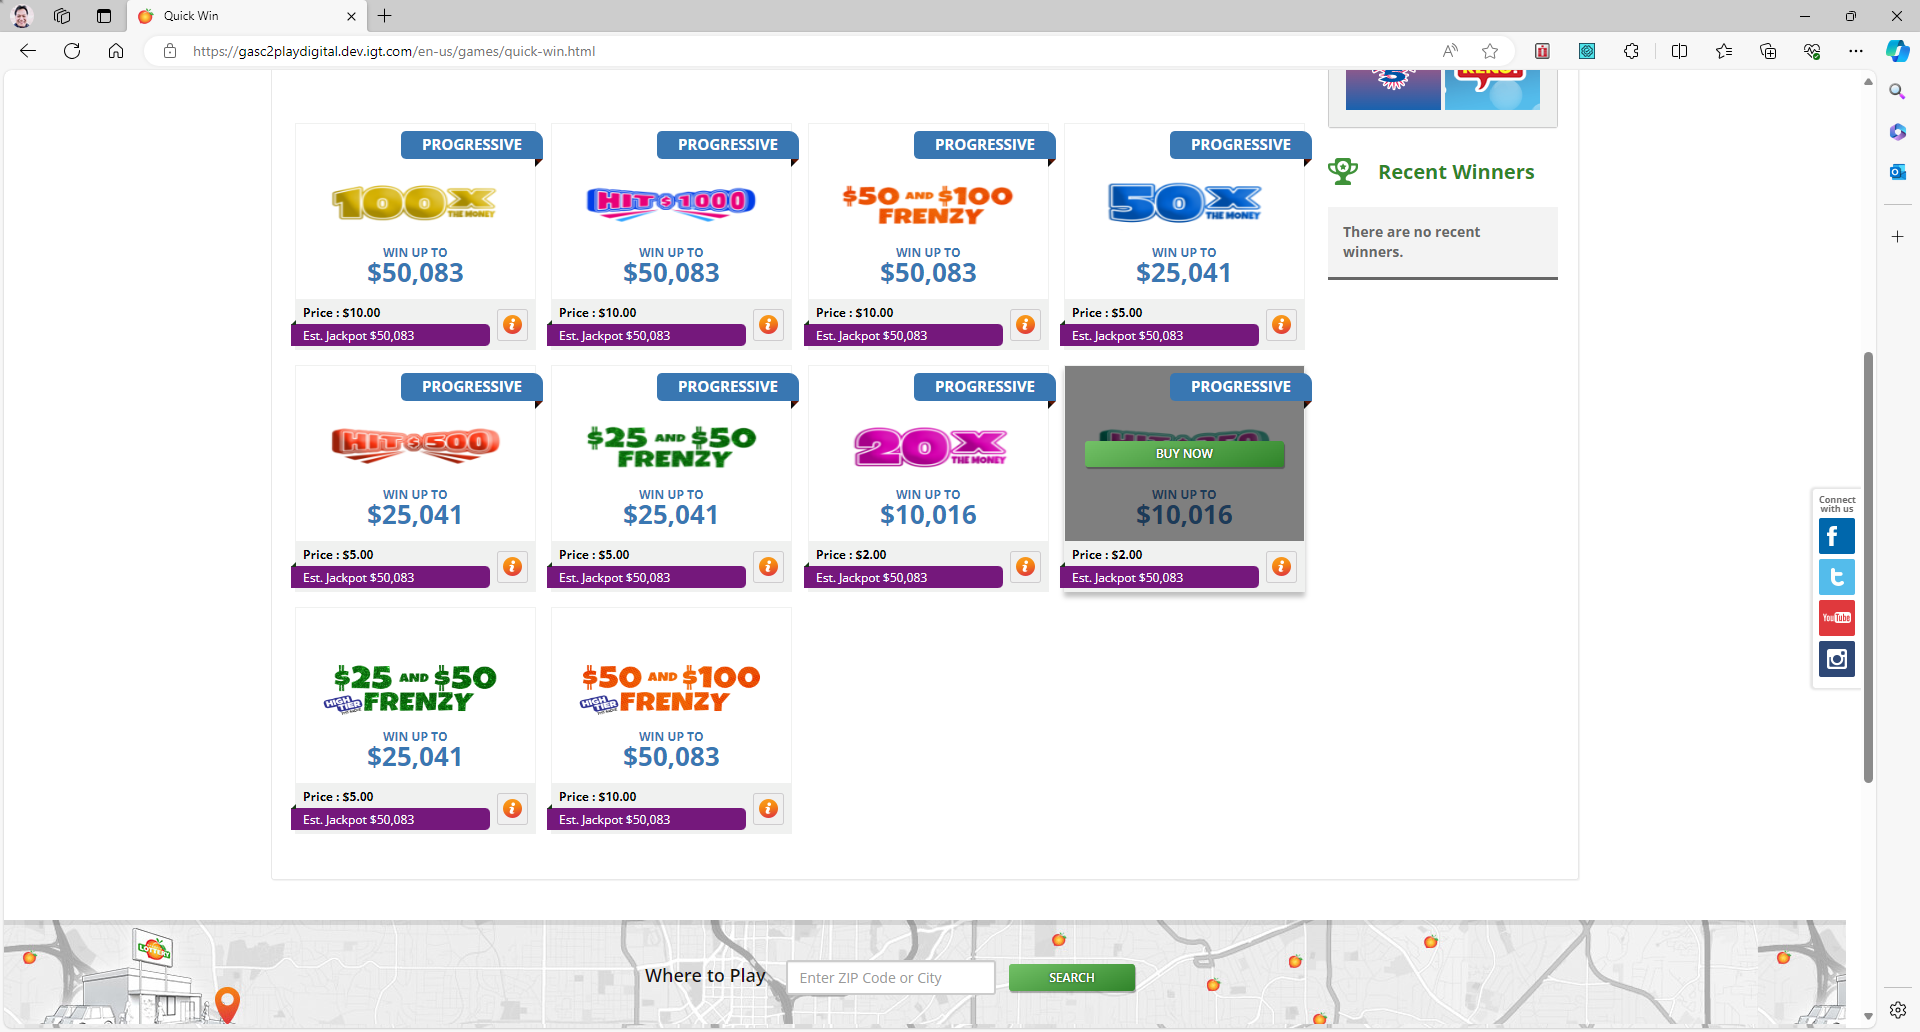 Quick Win
https://gasc2playdigital.dev.igt.com/en-us/games/quick-win.html
5
KENO!
PROGRESSIVE
100X
THE MONEY
WIN UP TO
$50,083
Price : $10.00
Est. Jackpot $50,083
PROGRESSIVE
HIT $1000
WIN UP TO
$50,083
Price : $10.00
Est. Jackpot $50,083
PROGRESSIVE
$50 AND $100
FRENZY
WIN UP TO
$50,083
Price : $10.00
Est. Jackpot $50,083
PROGRESSIVE
50X
THE MONEY
WIN UP TO
$25,041
Price : $5.00
Est. Jackpot $50,083
Recent Winners
There are no recent
winners.
PROGRESSIVE
HIT $500
WIN UP TO
$25,041
Price : $5.00
Est. Jackpot $50,083
PROGRESSIVE
$25 AND $50
FRENZY
WIN UP TO
$25,041
Price : $5.00
Est. Jackpot $50,083
PROGRESSIVE
20X
THE MONEY
WIN UP TO
$10,016
Price : $2.00
Est. Jackpot $50,083
PROGRESSIVE
BUY NOW
WIN UP TO
$10,016
Price : $2.00
Est. Jackpot $50,083
$25 AND $50
HIGH TIER
FRENZY
WIN UP TO
$25,041
Price : $5.00
Est. Jackpot $50,083
$50 AND $100
HIGH TIER
FRENZY
WIN UP TO
$50,083
Price : $10.00
Est. Jackpot $50,083
Connect
with us
f
t
YouTube
LOTTERY
Where to Play
Enter ZIP Code or City
SEARCH